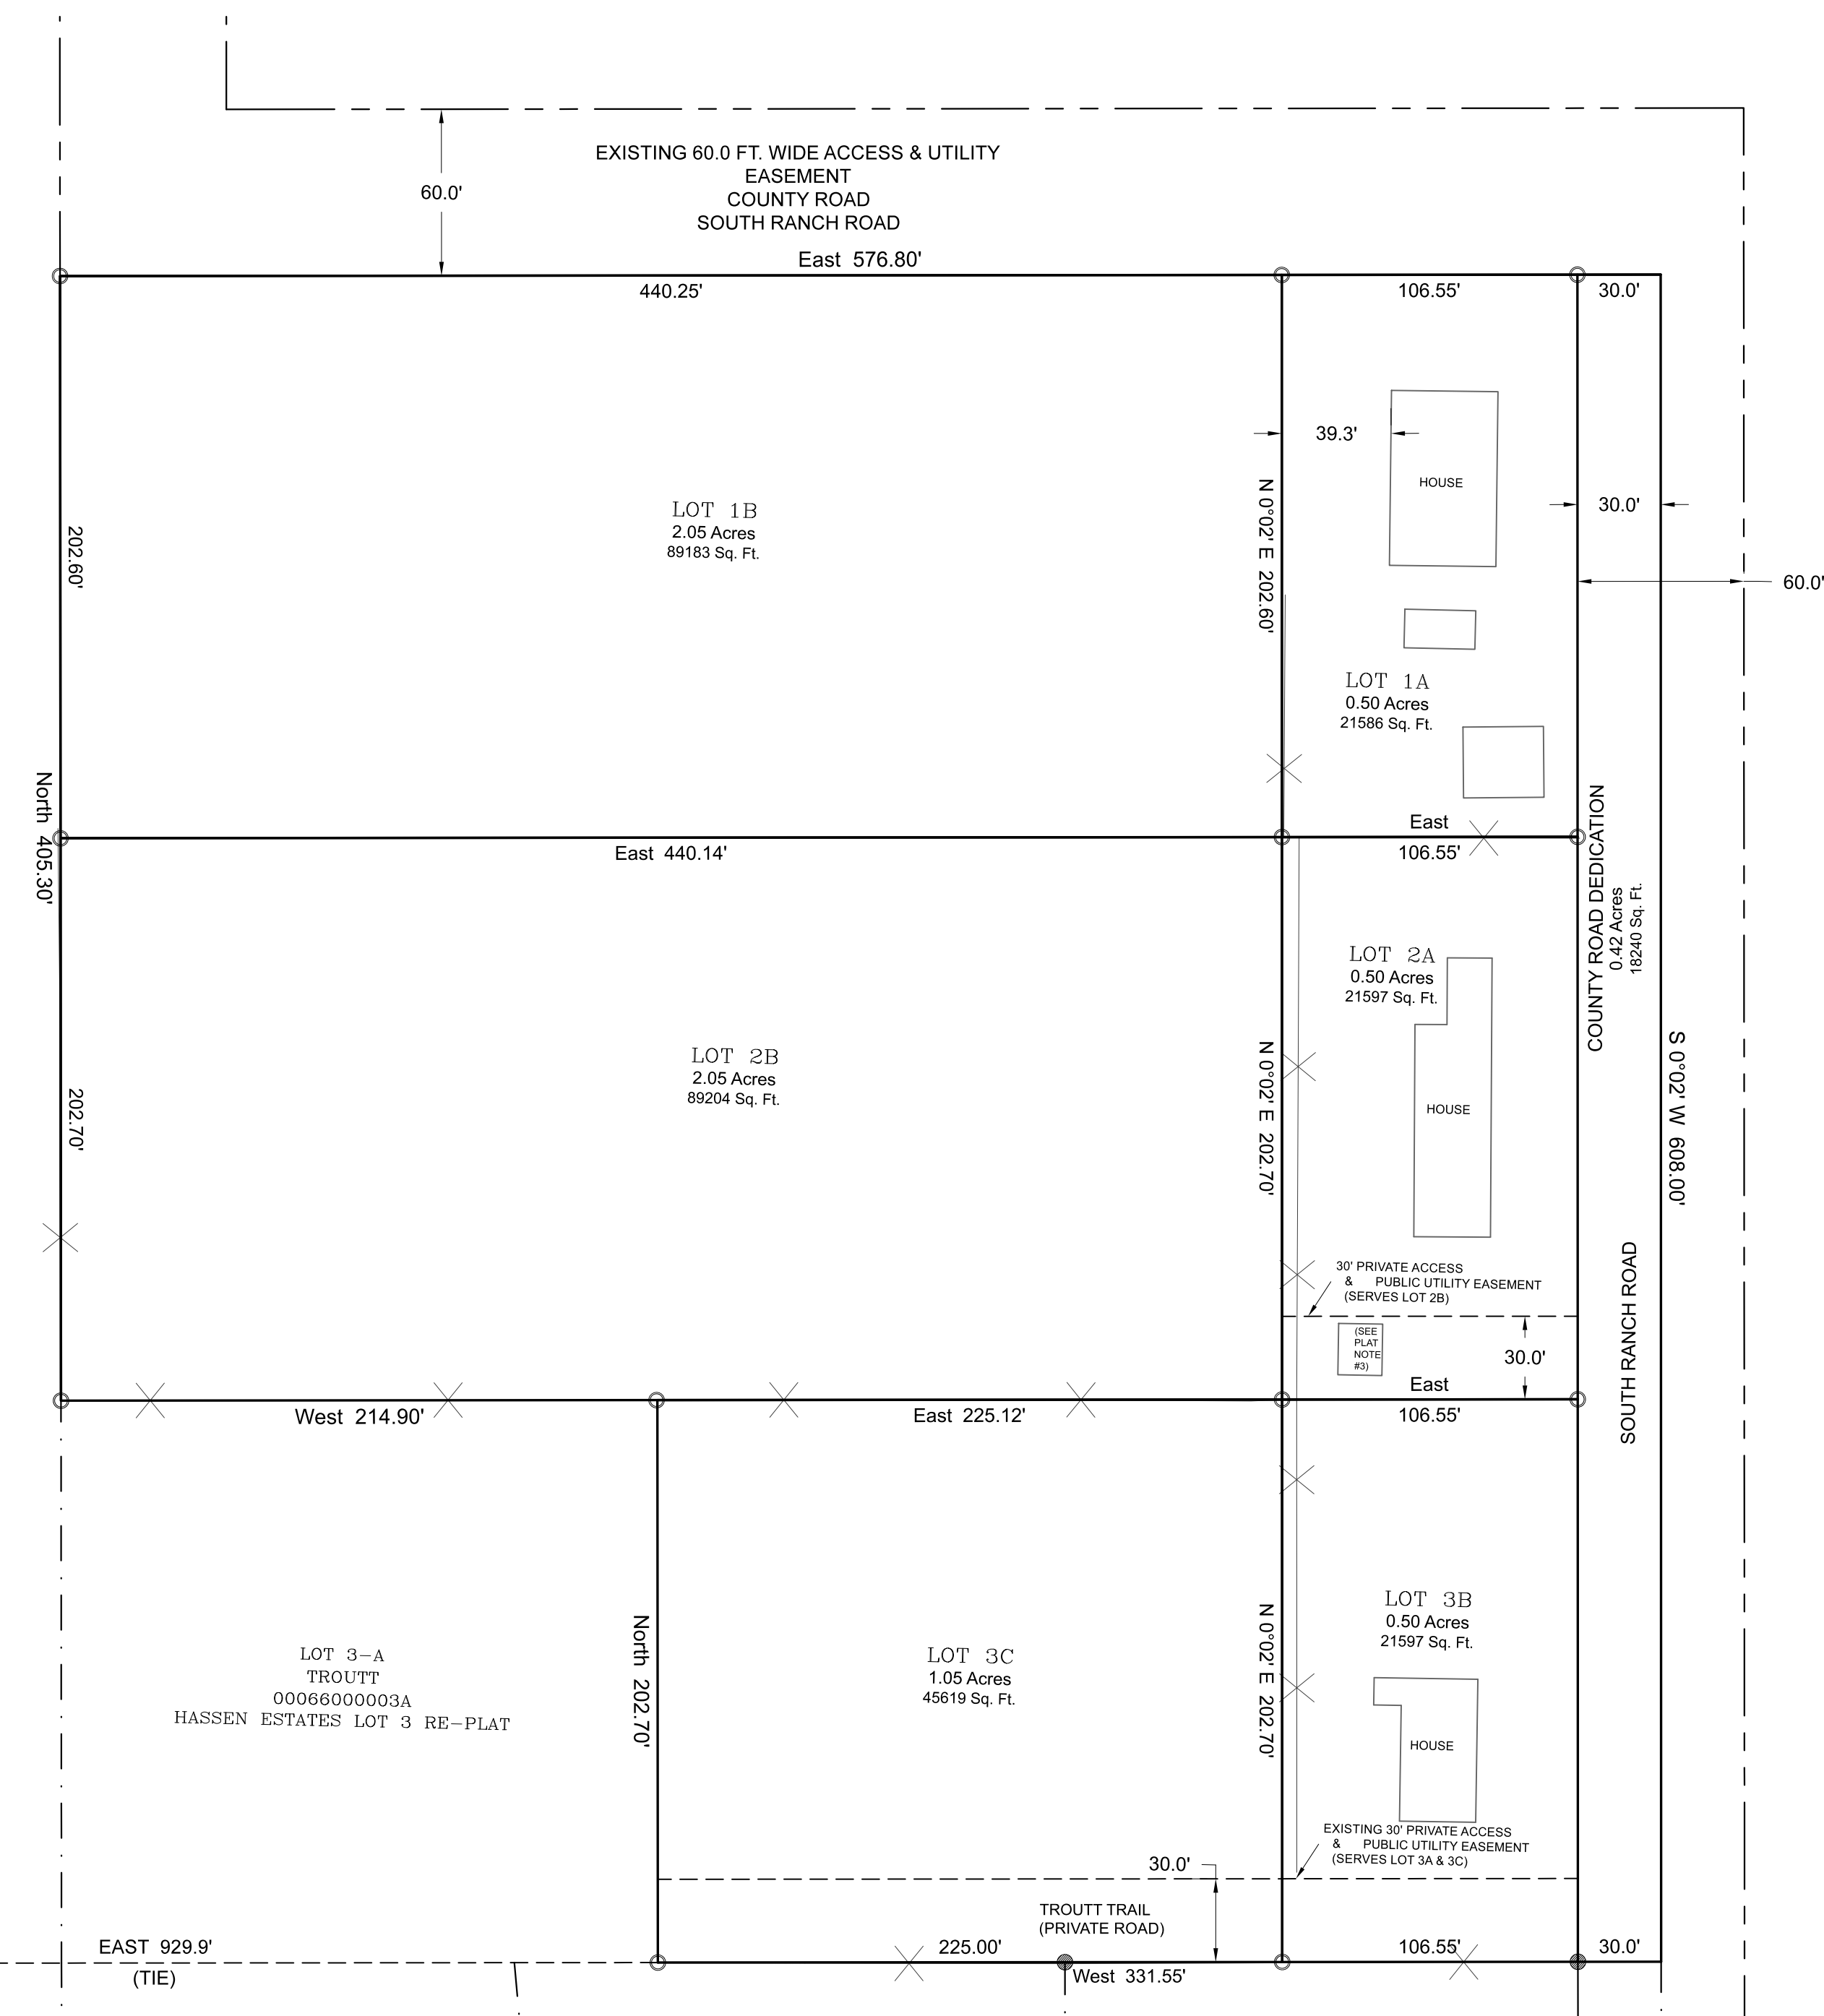 EXISTING 60.0 FT. WIDE ACCESS & UTILITY
EASEMENT
COUNTY ROAD
SOUTH RANCH ROAD
60.0'
East 576.80'
440.25'
106.55'
30.0'
39.3'
HOUSE
30.0'
60.0'
LOT 1B
2.05 Acres
89183 Sq. Ft.
202.60'
N 0°02' E 202.60'
LOT 1A
0.50 Acres
21586 Sq. Ft.
North 405.30'
East
106.55'
East 440.14'
COUNTY ROAD DEDICATION
0.42 Acres
18240 Sq. Ft.
LOT 2A
0.50 Acres
21597 Sq. Ft.
HOUSE
LOT 2B
2.05 Acres
89204 Sq. Ft.
202.70'
N 0°02' E 202.70'
S 0°02' W 608.00'
30' PRIVATE ACCESS
& PUBLIC UTILITY EASEMENT
(SERVES LOT 2B)
(SEE
PLAT
NOTE
#3)
30.0'
SOUTH RANCH ROAD
East
106.55'
West 214.90'
East 225.12'
LOT 3-A
TROUTT
00066000003A
HASSEN ESTATES LOT 3 RE-PLAT
North 202.70'
LOT 3C
1.05 Acres
45619 Sq. Ft.
N 0°02' E 202.70'
LOT 3B
0.50 Acres
21597 Sq. Ft.
HOUSE
EXISTING 30' PRIVATE ACCESS
& PUBLIC UTILITY EASEMENT
(SERVES LOT 3A & 3C)
30.0'
TROUTT TRAIL
(PRIVATE ROAD)
EAST 929.9'
(TIE)
225.00'
106.55'
30.0'
West 331.55'